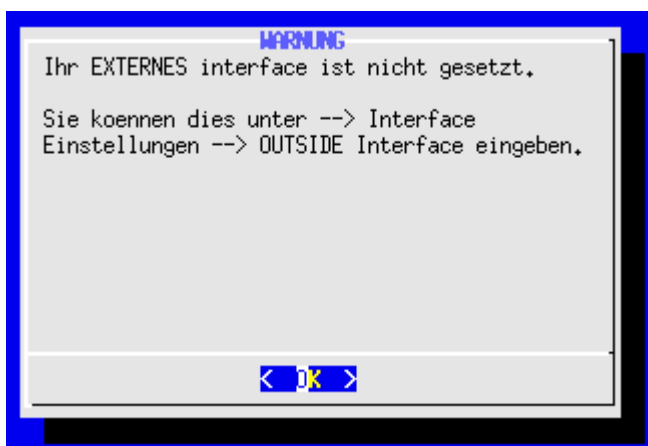 WARNUNG
Ihr EXTERNES interface ist nicht gesetzt.
Sie koennen dies unter --> Interface
Einstellungen --> OUTSIDE Interface eingeben.
< OK >